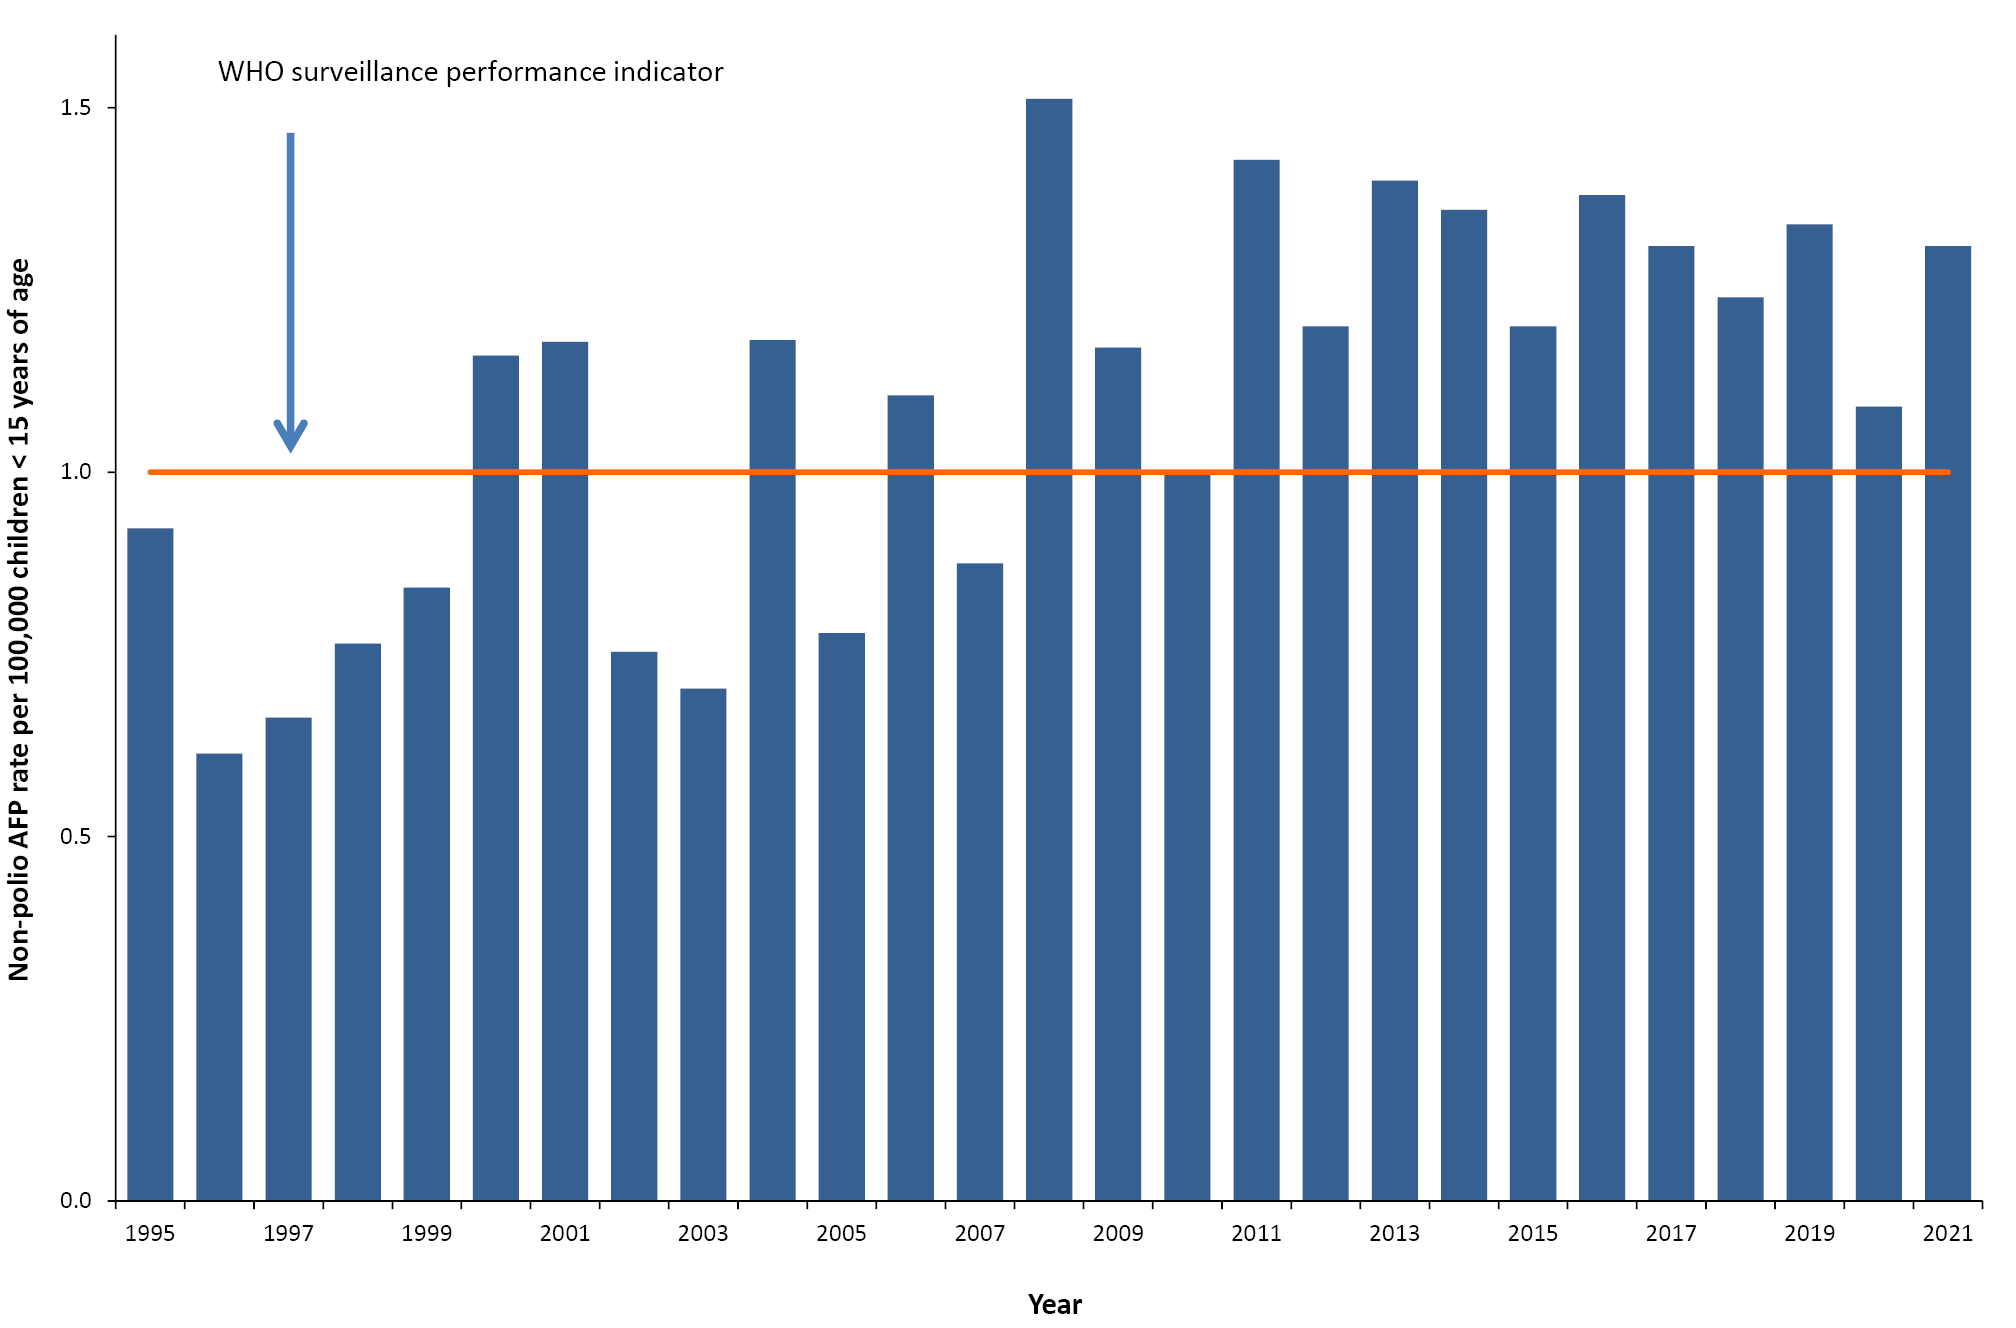 WHO surveillance performance indicator
Non-polio AFP rate per 100,000 children < 15 years of age
1.5
1.0
0.5
0.0
1995 1997 1999 2001 2003 2005 2007 2009 2011 2013 2015 2017 2019 2021
Year